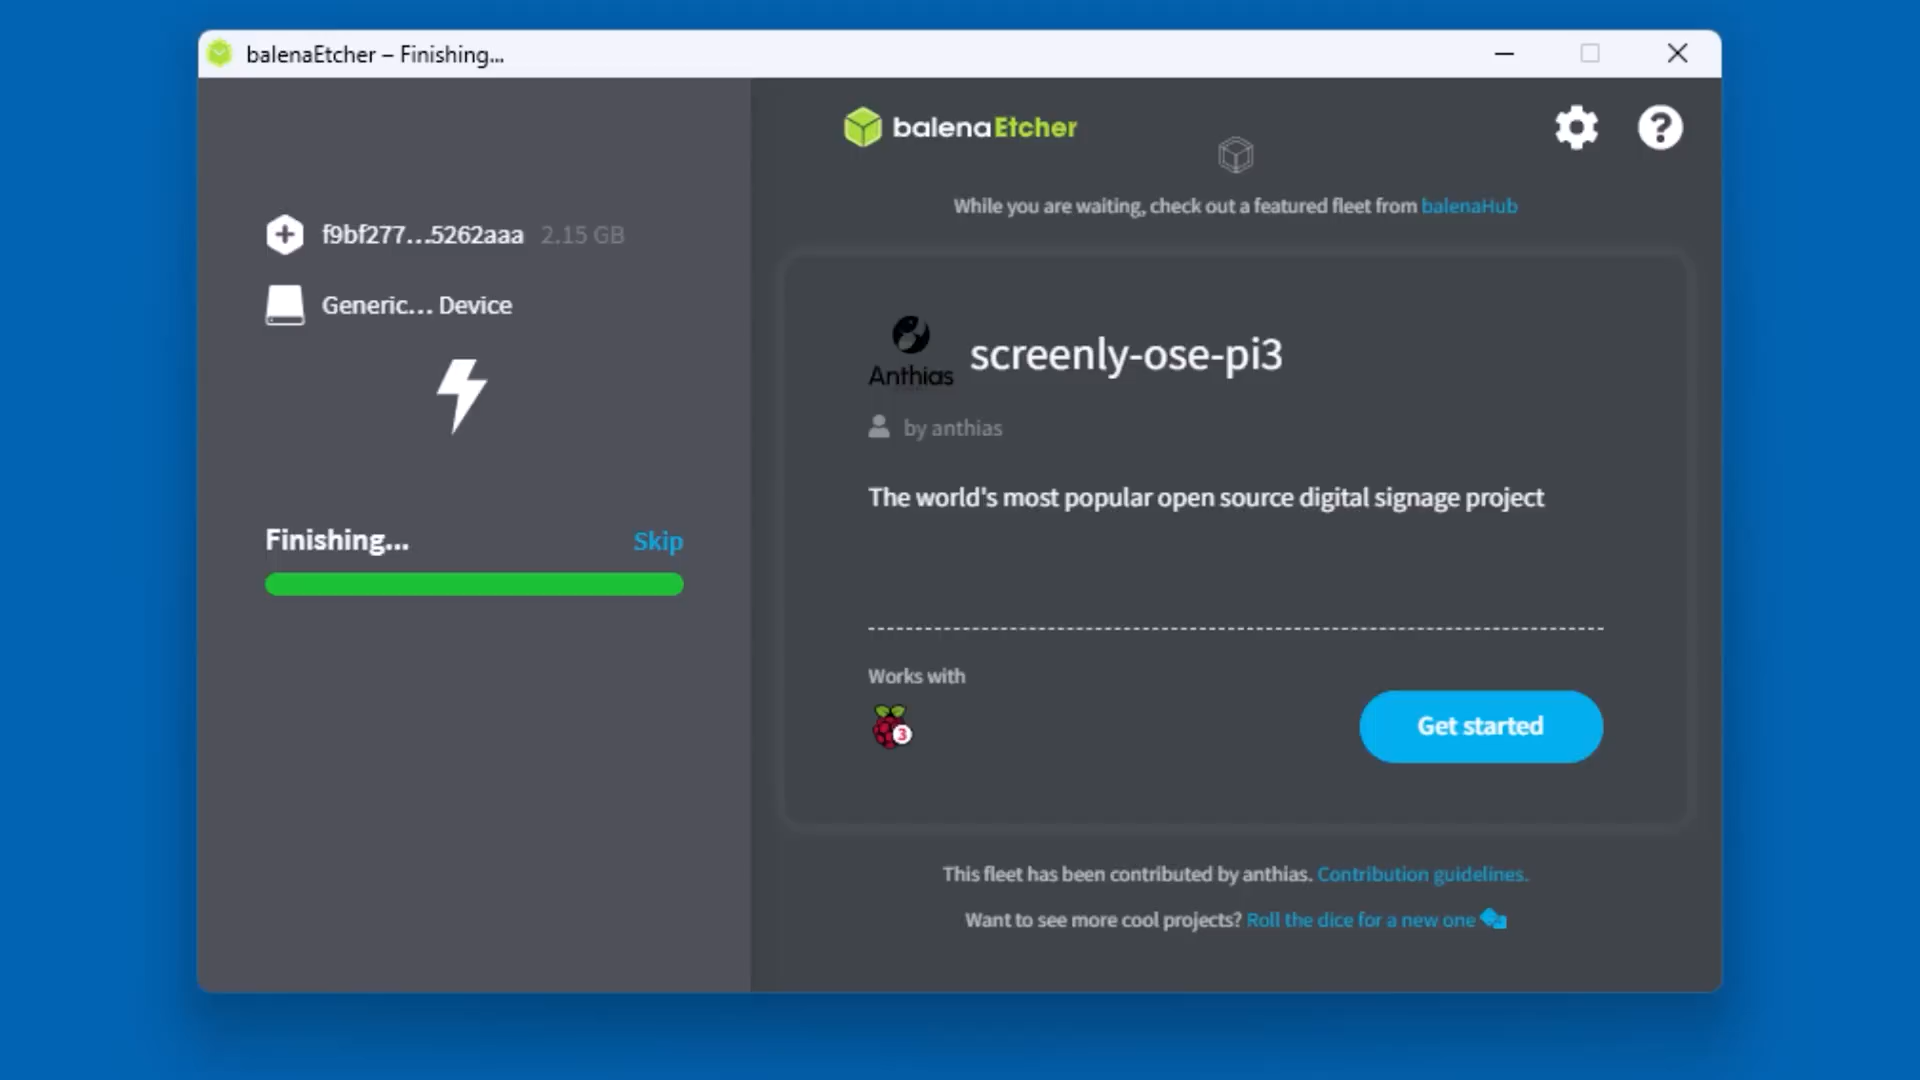 balenaEtcher – Finishing...
balenaEtcher
While you are waiting, check out a featured fleet from balenaHub
f9bf277...5262aaa 2.15 GB
Generic... Device
Finishing... Skip
Anthias
screenly-ose-pi3
by anthias
The world's most popular open source digital signage project
Works with
3
Get started
This fleet has been contributed by anthias. Contribution guidelines.
Want to see more cool projects? Roll the dice for a new one